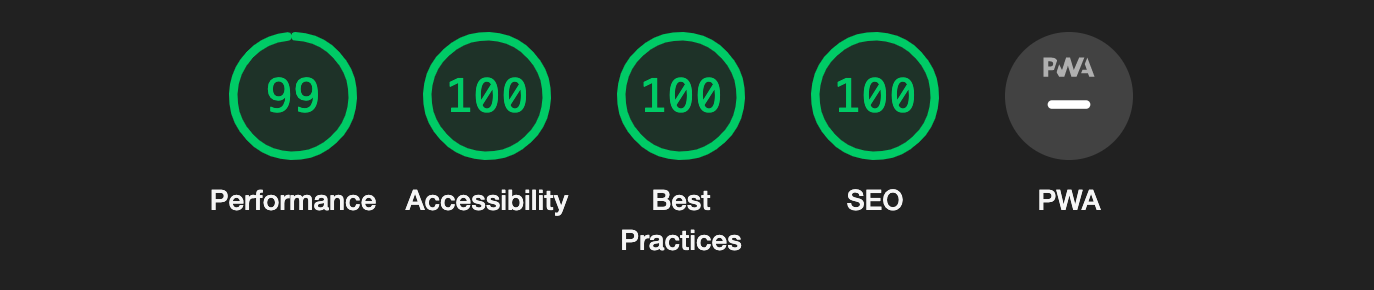 99
100
100
100
PWA
Performance
Accessibility
Best
Practices
SEO
PWA